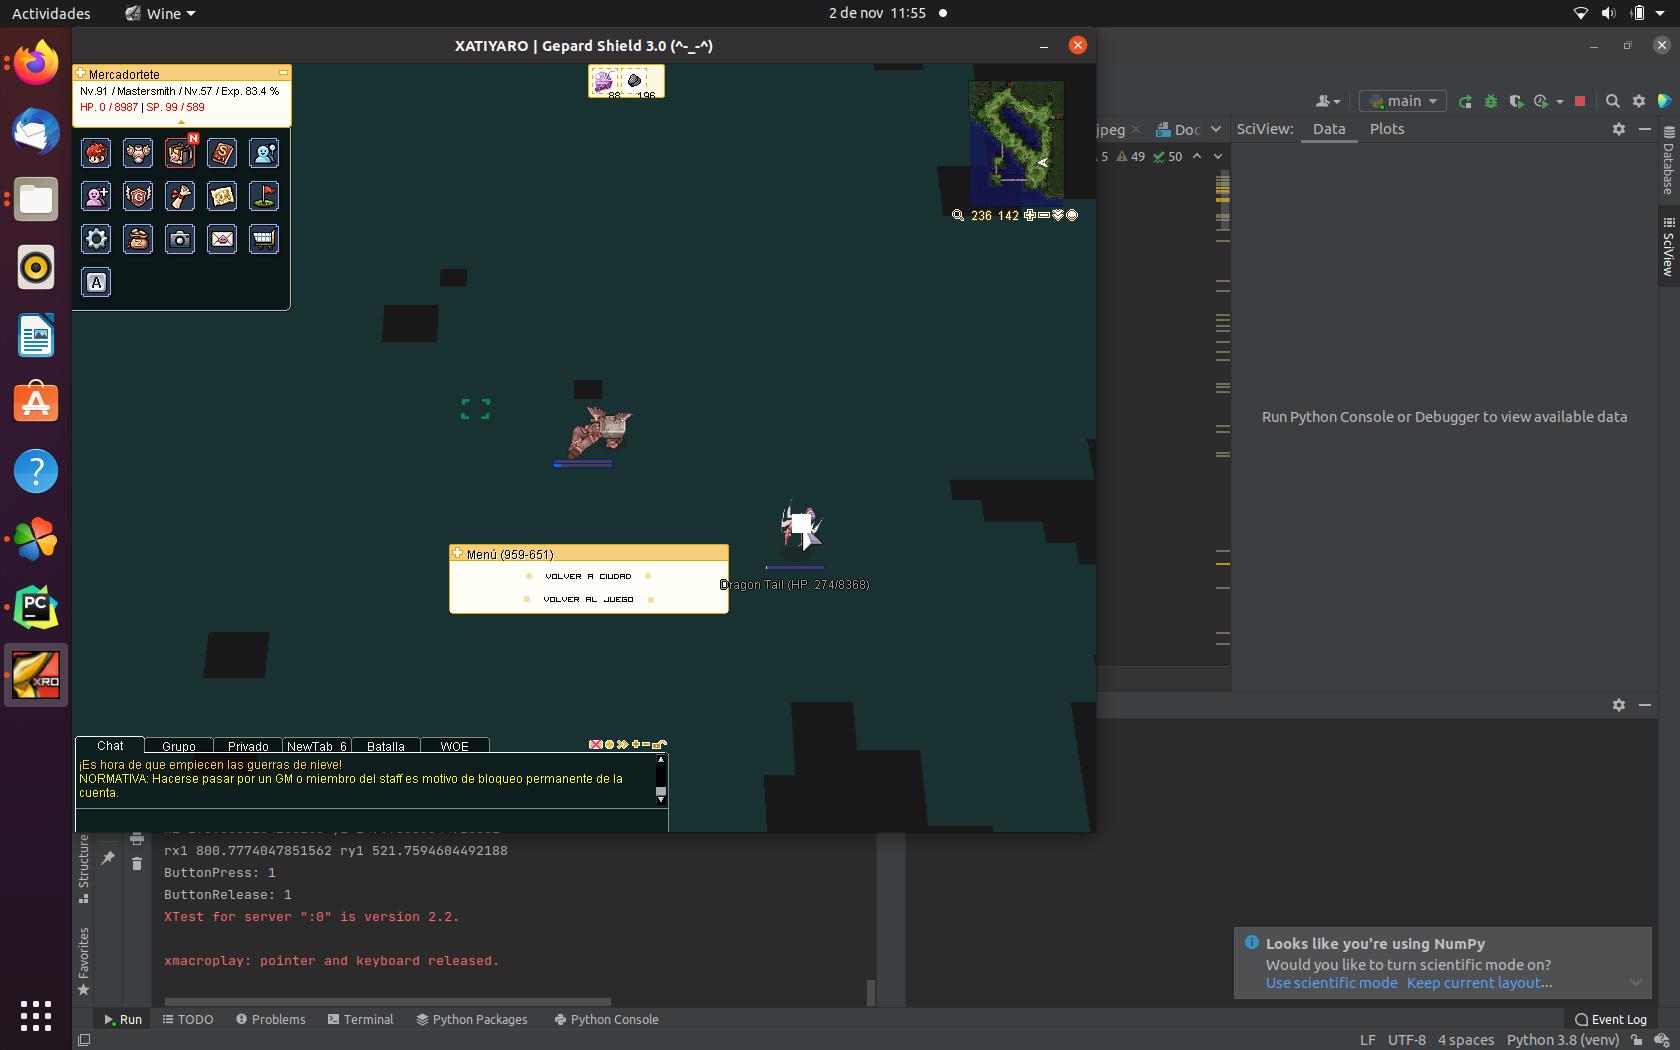 Actividades
Wine
2 de nov 11:55
XATIYARO | Gepard Shield 3.0 (^-_-^)
Mercadortete
Nv.91 / Mastersmith / Nv.57 / Exp. 83.4 %
HP. 0 / 8987 | SP. 99 / 589
N
88 196
A
236 142
Menú (959-651)
VOLVER A CIUDAD
VOLVER AL JUEGO
Dragon Tail (HP: 274/8368)
Chat Grupo Privado NewTab_6 Batalla WOE
¡Es hora de que empiecen las guerras de nieve!
NORMATIVA: Hacerse pasar por un GM o miembro del staff es motivo de bloqueo permanente de la
cuenta.
main
jpeg Doc SciView: Data Plots
5 49 50
Database
SciView
Run Python Console or Debugger to view available data
PC
XRO
Structure
Favorites
rx1 800.7774047851562 ry1 521.7594604492188
ButtonPress: 1
ButtonRelease: 1
XTest for server ":0" is version 2.2.
xmacroplay: pointer and keyboard released.
Looks like you're using NumPy
Would you like to turn scientific mode on?
Use scientific mode Keep current layout...
Run TODO Problems Terminal Python Packages Python Console Event Log
LF UTF-8 4 spaces Python 3.8 (venv)